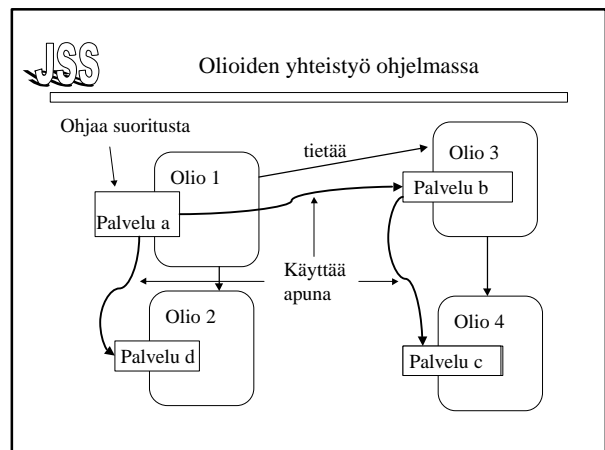 JSS
Olioiden yhteistyö ohjelmassa
Ohjaa suoritusta
tietää
Olio 1
Olio 3
Palvelu a
Palvelu b
Käyttää
apuna
Olio 2
Olio 4
Palvelu d
Palvelu c